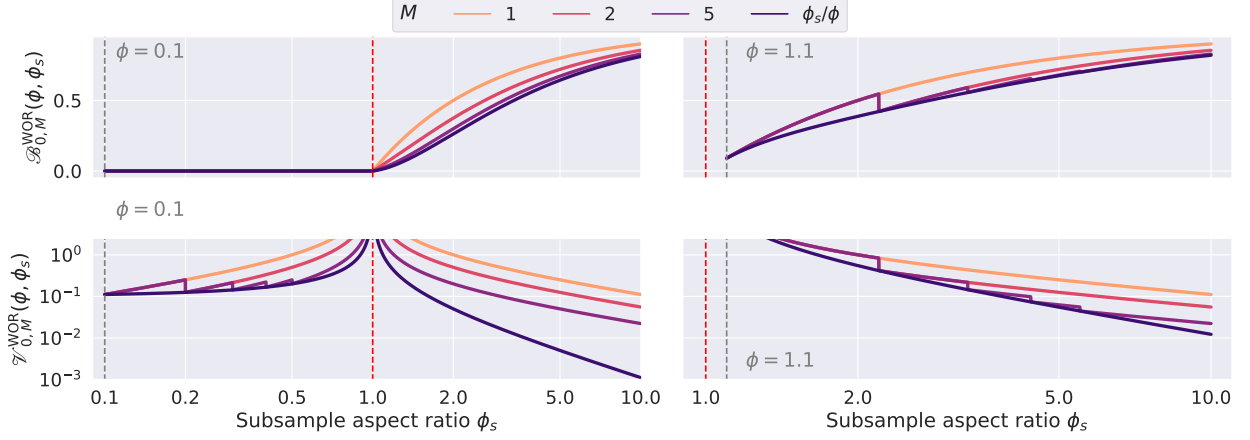 M 1 2 5 ϕₛ/ϕ
ℬ^WOR_0,M(ϕ, ϕₛ)
0.5
0.0
ϕ = 0.1
ϕ = 1.1
ϕ = 0.1
𝒱^WOR_0,M(ϕ, ϕₛ)
10⁰
10⁻¹
10⁻²
10⁻³
ϕ = 1.1
0.1 0.2 0.5 1.0 2.0 5.0 10.0
1.0 2.0 5.0 10.0
Subsample aspect ratio ϕₛ
Subsample aspect ratio ϕₛ